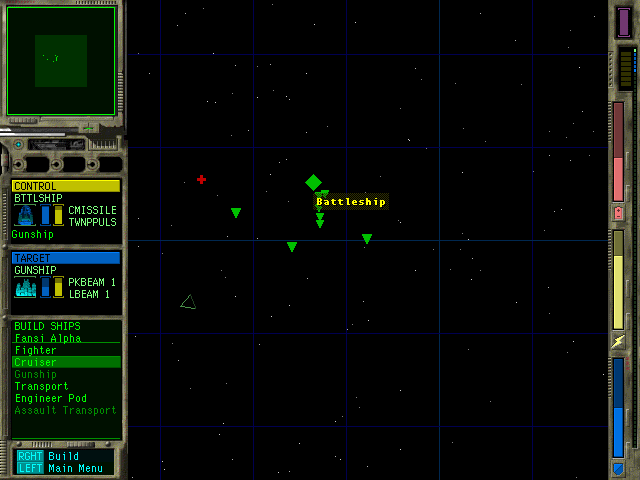 CONTROL
BTTLSHIP
CMISSILE
TWNPPULS
Gunship
TARGET
GUNSHIP
PKBEAM 1
LBEAM 1
BUILD SHIPS
Fansi Alpha
Fighter
Cruiser
Gunship
Transport
Engineer Pod
Assault Transport
RGHT Build
LEFT Main Menu
Battleship